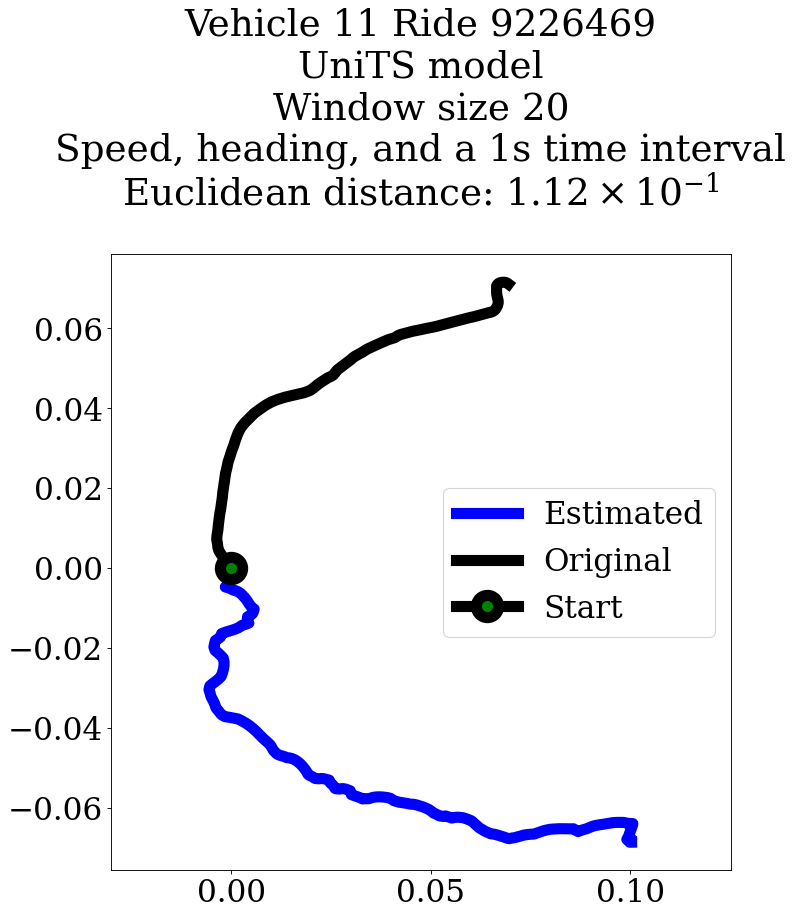 Vehicle 11 Ride 9226469
UniTS model
Window size 20
Speed, heading, and a 1s time interval
Euclidean distance: 1.12 × 10⁻¹
0.06
0.04
0.02
0.00
−0.02
−0.04
−0.06
Estimated
Original
Start
0.00 0.05 0.10